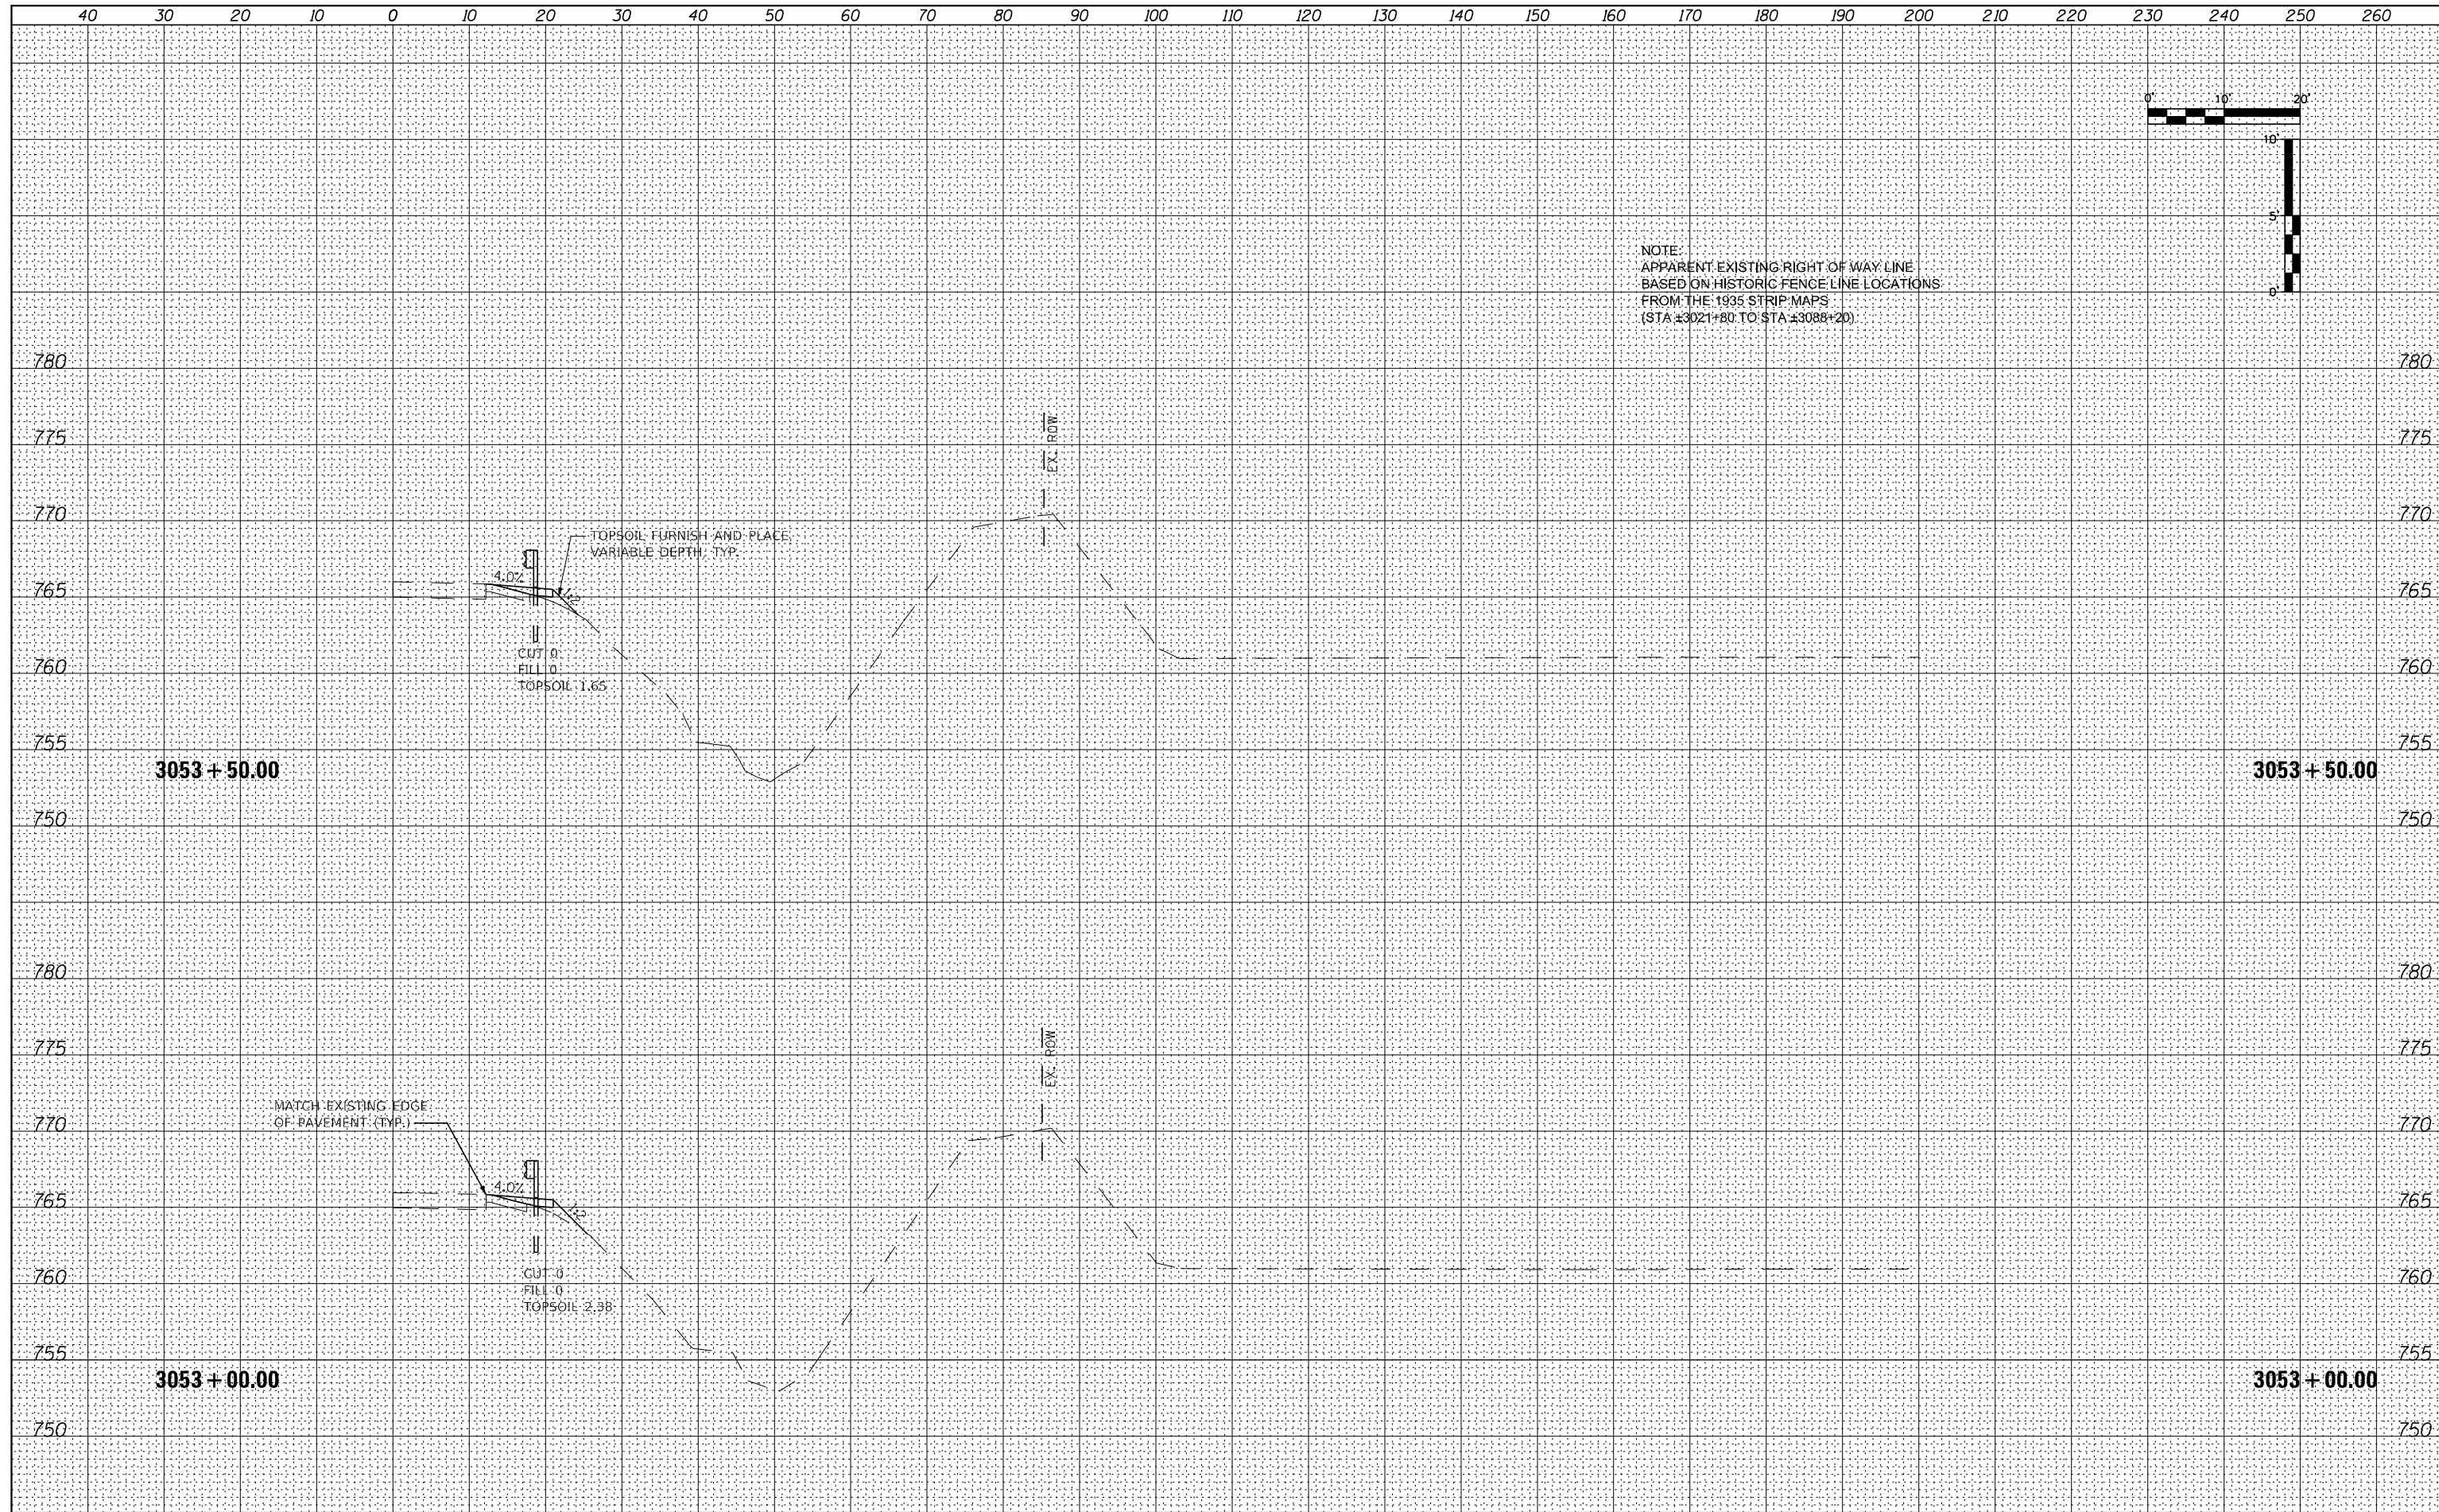 40 30 20 10 0 10 20 30 40 50 60 70 80 90 100 110 120 130 140 150 160 170 180 190 200 210 220 230 240 250 260
0' 10' 20'
10'
5'
0'
NOTE:
APPARENT EXISTING RIGHT OF WAY LINE
BASED ON HISTORIC FENCE LINE LOCATIONS
FROM THE 1935 STRIP MAPS
(STA ±3021+80 TO STA ±3088+20)
780 780
775 775
EX. ROW
770 770
TOPSOIL FURNISH AND PLACE,
VARIABLE DEPTH, TYP.
4.0%
1:2
765 765
CUT 0
FILL 0
TOPSOIL 1.65
760 760
755 755
3053 + 50.00 3053 + 50.00
750 750
780 780
775 775
EX. ROW
MATCH EXISTING EDGE
OF PAVEMENT (TYP.)
770 770
4.0%
1:2
765 765
CUT 0
FILL 0
TOPSOIL 2.38
760 760
755 755
3053 + 00.00 3053 + 00.00
750 750